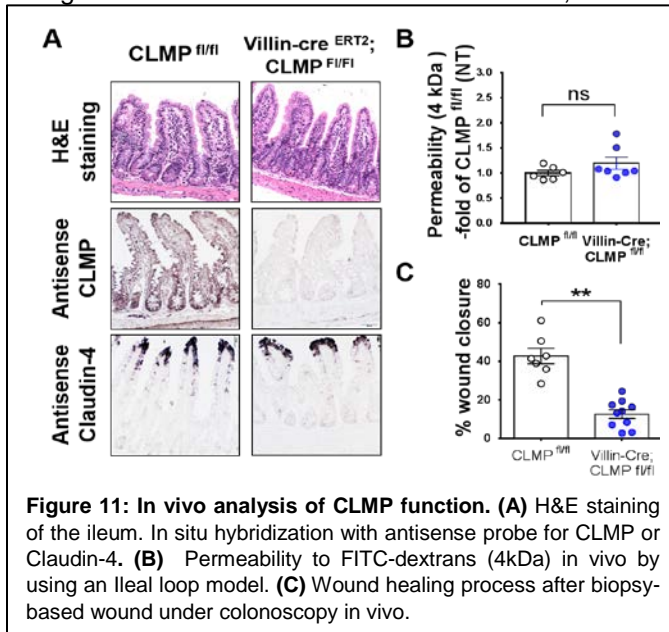 A
CLMP fl/fl
Villin-cre ERT2;
CLMP Fl/Fl
H&E
staining
Antisense
CLMP
Antisense
Claudin-4
B
Permeability (4 kDa )
-fold of CLMP fl/fl (NT)
3.0
2.5
2.0
1.5
1.0
0.5
0.0
ns
CLMP fl/fl
Villin-Cre;
CLMP fl/fl
C
% wound closure
80
60
40
20
0
**
CLMP fl/fl
Villin-Cre;
CLMP fl/fl
Figure 11: In vivo analysis of CLMP function. (A) H&E staining
of the ileum. In situ hybridization with antisense probe for CLMP or
Claudin-4. (B) Permeability to FITC-dextrans (4kDa) in vivo by
using an Ileal loop model. (C) Wound healing process after biopsy-
based wound under colonoscopy in vivo.